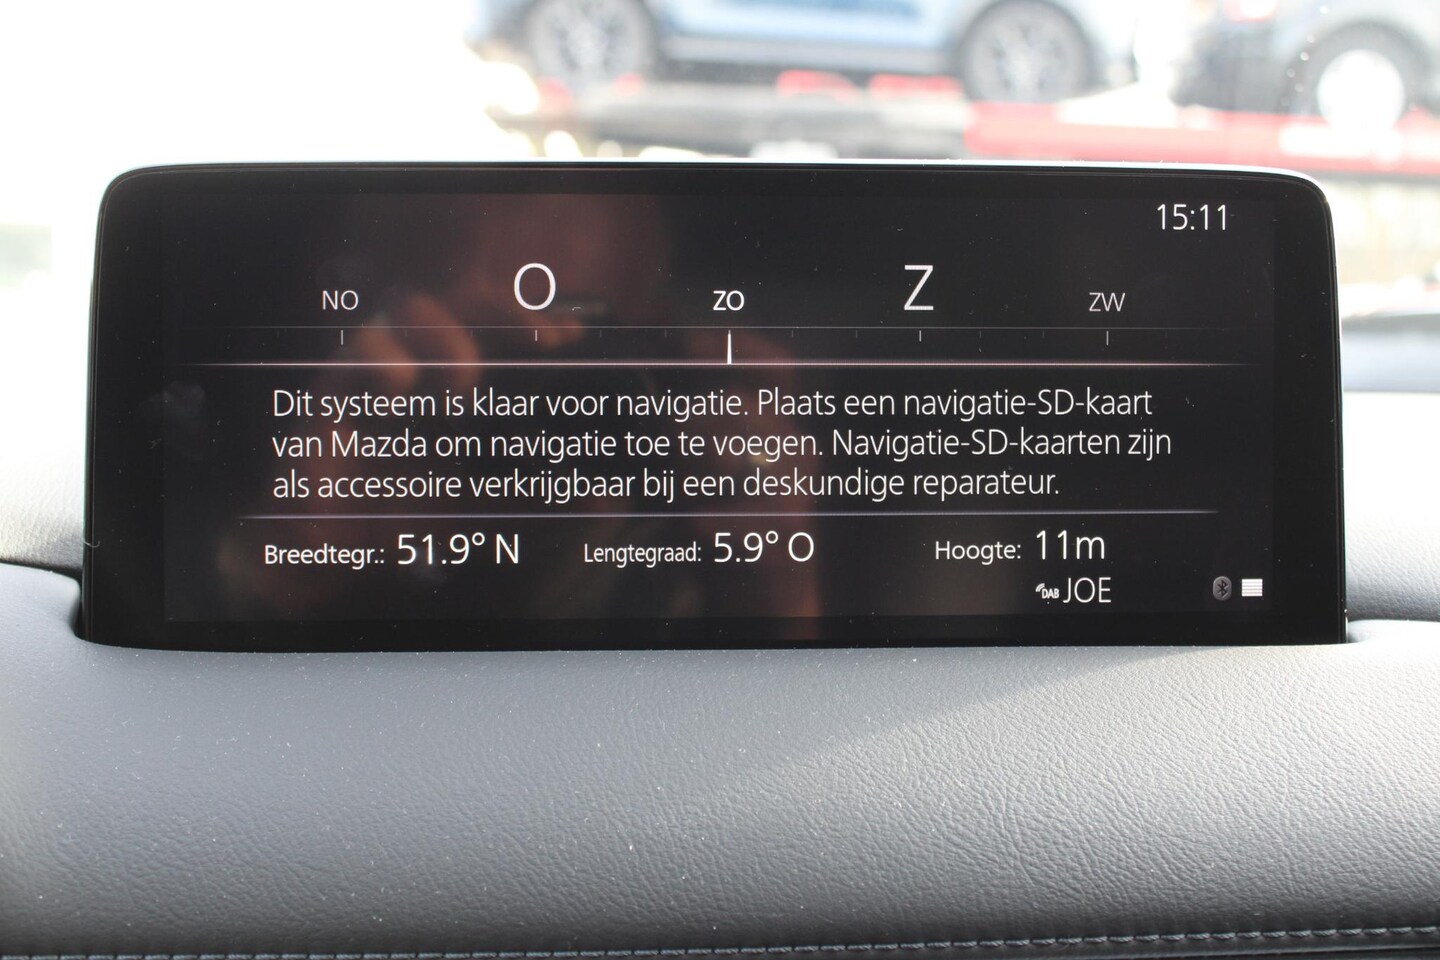 15:11
NO O ZO Z ZW
Dit systeem is klaar voor navigatie. Plaats een navigatie-SD-kaart
van Mazda om navigatie toe te voegen. Navigatie-SD-kaarten zijn
als accessoire verkrijgbaar bij een deskundige reparateur.
Breedtegr.: 51.9° N Lengtegraad: 5.9° O Hoogte: 11m
DAB JOE